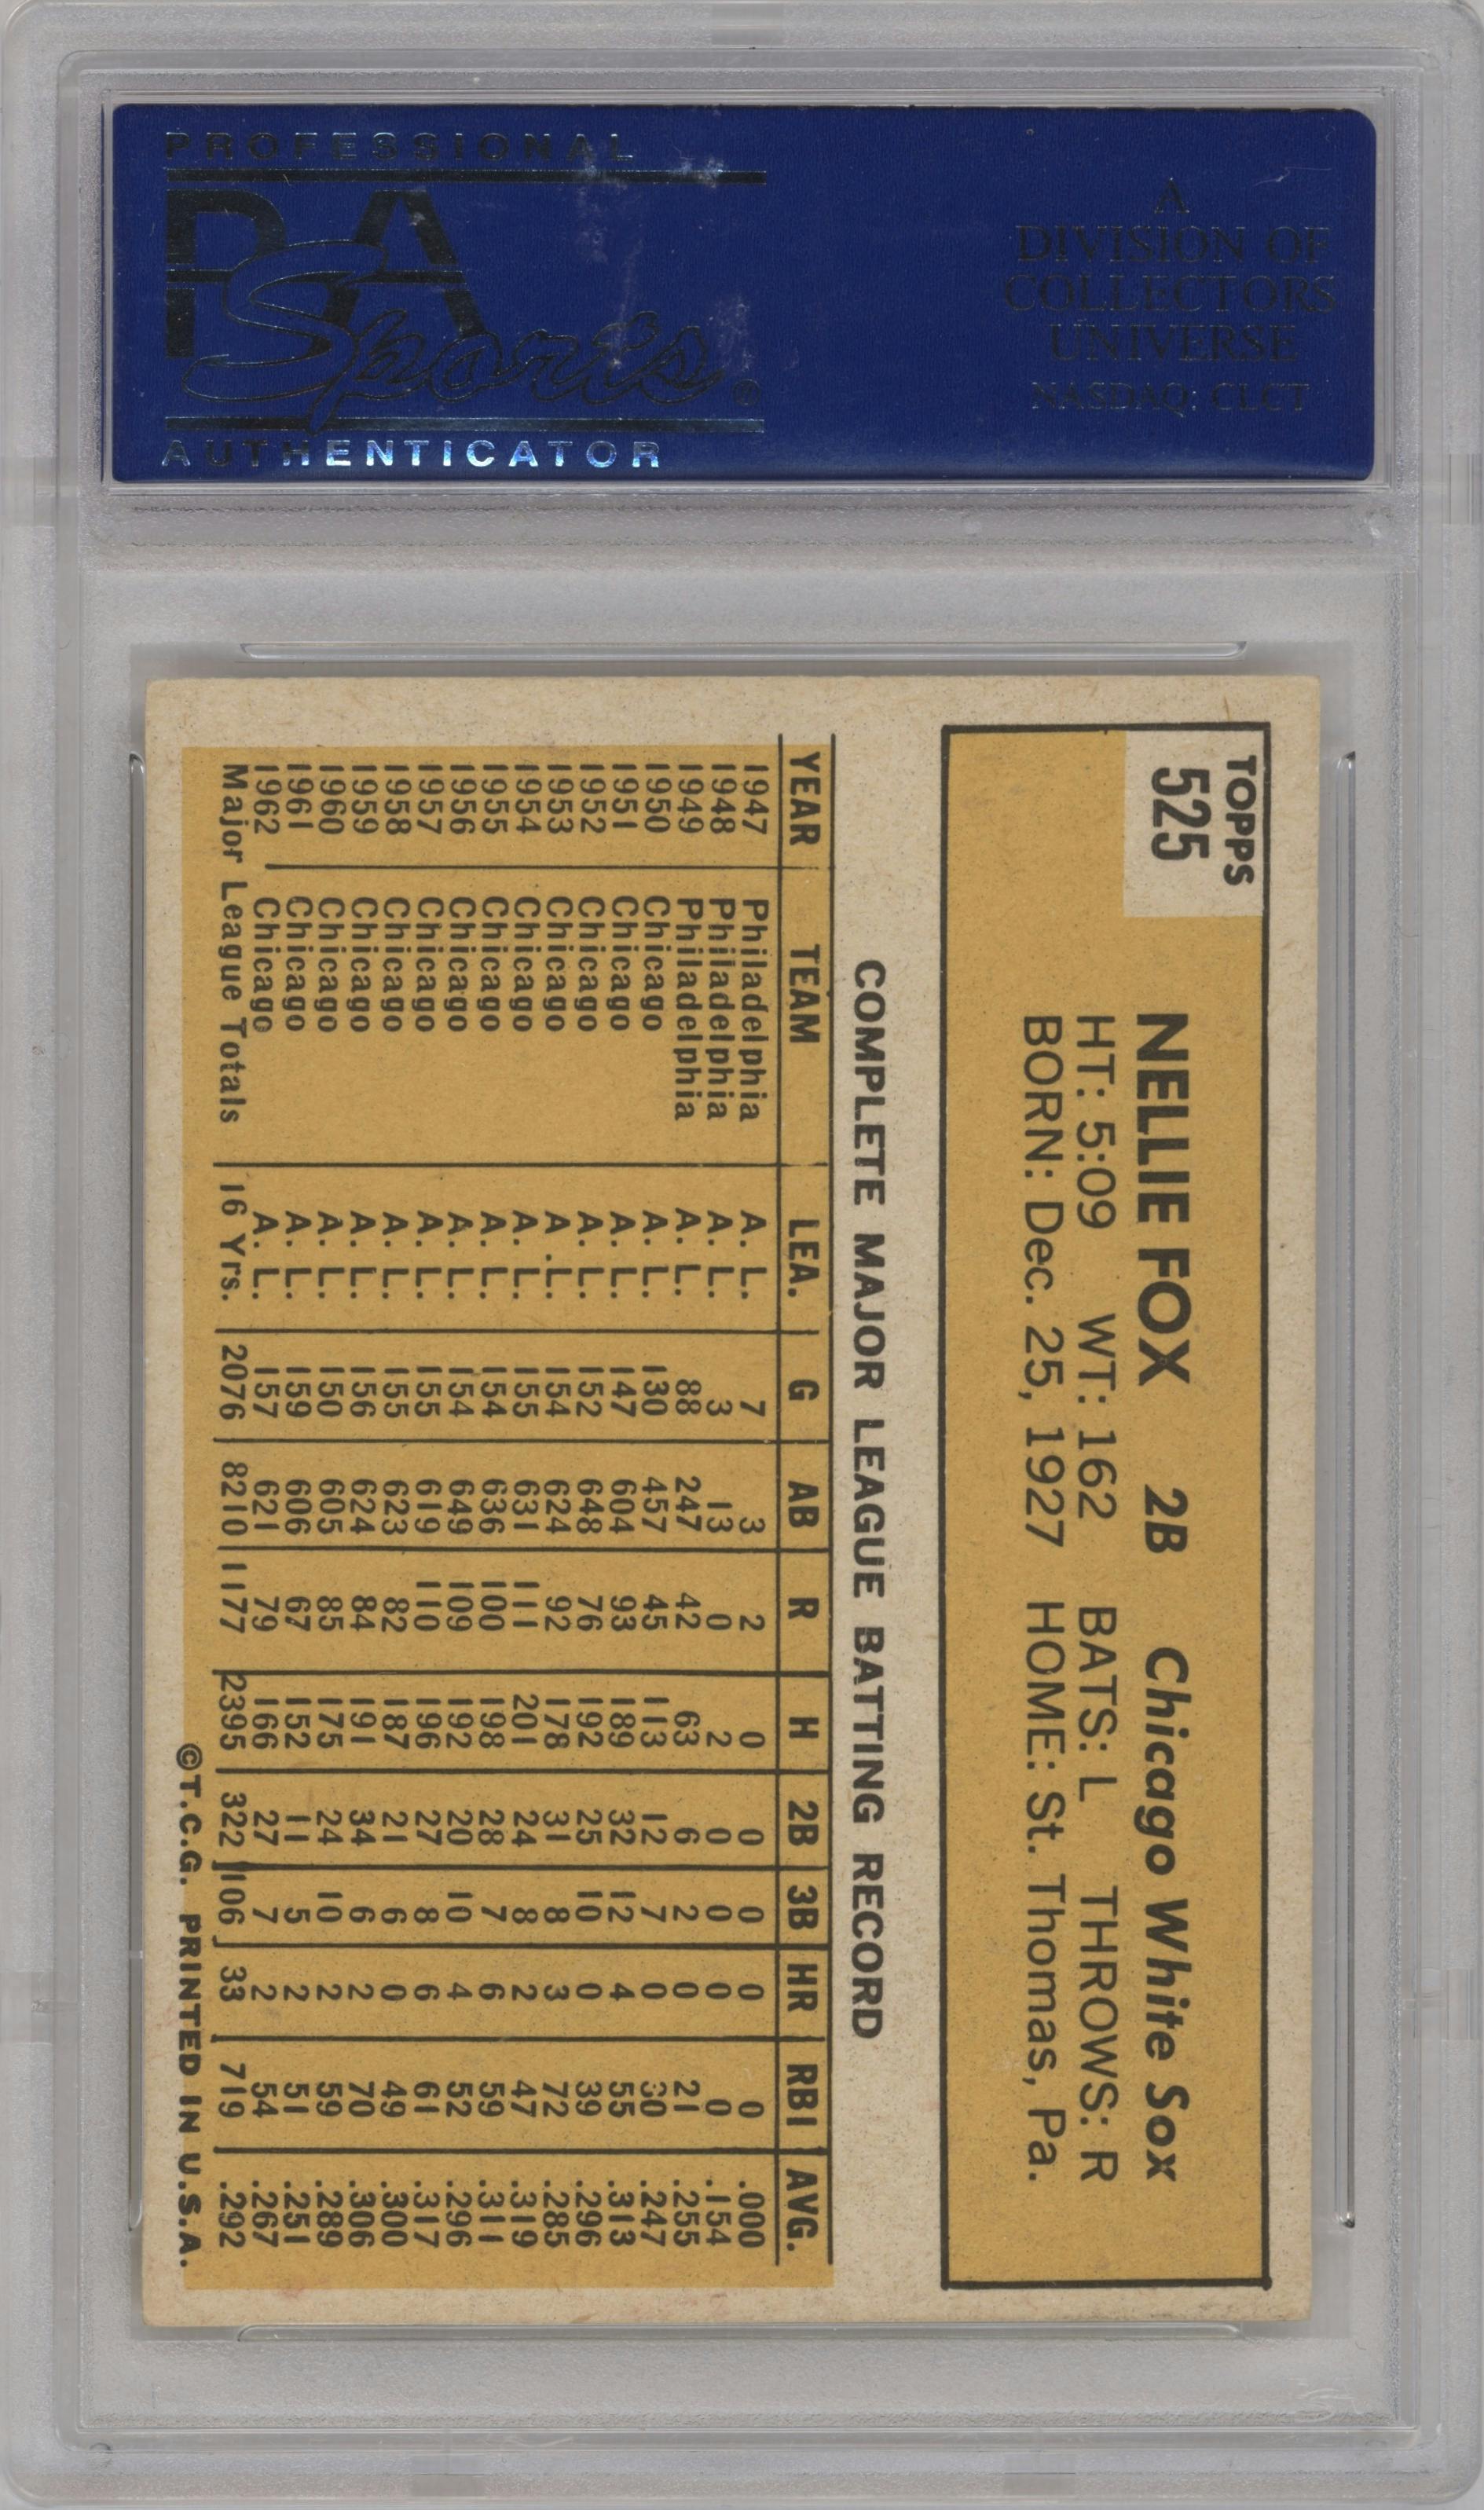 PROFESSIONAL
PSA
Sports®
AUTHENTICATOR
A
DIVISION OF
COLLECTORS
UNIVERSE
NASDAQ: CLCT
TOPPS
525
NELLIE FOX 2B Chicago White Sox
HT: 5:09 WT: 162 BATS: L THROWS: R
BORN: Dec. 25, 1927 HOME: St. Thomas, Pa.
COMPLETE MAJOR LEAGUE BATTING RECORD
YEAR TEAM LEA. G AB R H 2B 3B HR RBI AVG.
1947 Philadelphia A. L. 7 3 2 0 0 0 0 0 .000
1948 Philadelphia A. L. 3 13 0 2 0 0 0 0 .154
1949 Philadelphia A. L. 88 247 42 63 6 2 0 21 .255
1950 Chicago A. L. 130 457 45 113 12 7 0 30 .247
1951 Chicago A. L. 147 604 93 189 32 12 4 55 .313
1952 Chicago A. L. 152 648 76 192 25 10 0 39 .296
1953 Chicago A .L. 154 624 92 178 31 8 3 72 .285
1954 Chicago A. L. 155 631 111 201 24 8 2 47 .319
1955 Chicago A. L. 154 636 100 198 28 7 6 59 .311
1956 Chicago A. L. 154 649 109 192 20 10 4 52 .296
1957 Chicago A. L. 155 619 110 196 27 8 6 61 .317
1958 Chicago A. L. 155 623 82 187 21 6 0 49 .300
1959 Chicago A. L. 156 624 84 191 34 6 2 70 .306
1960 Chicago A. L. 150 605 85 175 24 10 2 59 .289
1961 Chicago A. L. 159 606 67 152 11 5 2 51 .251
1962 Chicago A. L. 157 621 79 166 27 7 2 54 .267
Major League Totals 16 Yrs. 2076 8210 1177 2395 322 106 33 719 .292
©T.C.G. PRINTED IN U.S.A.